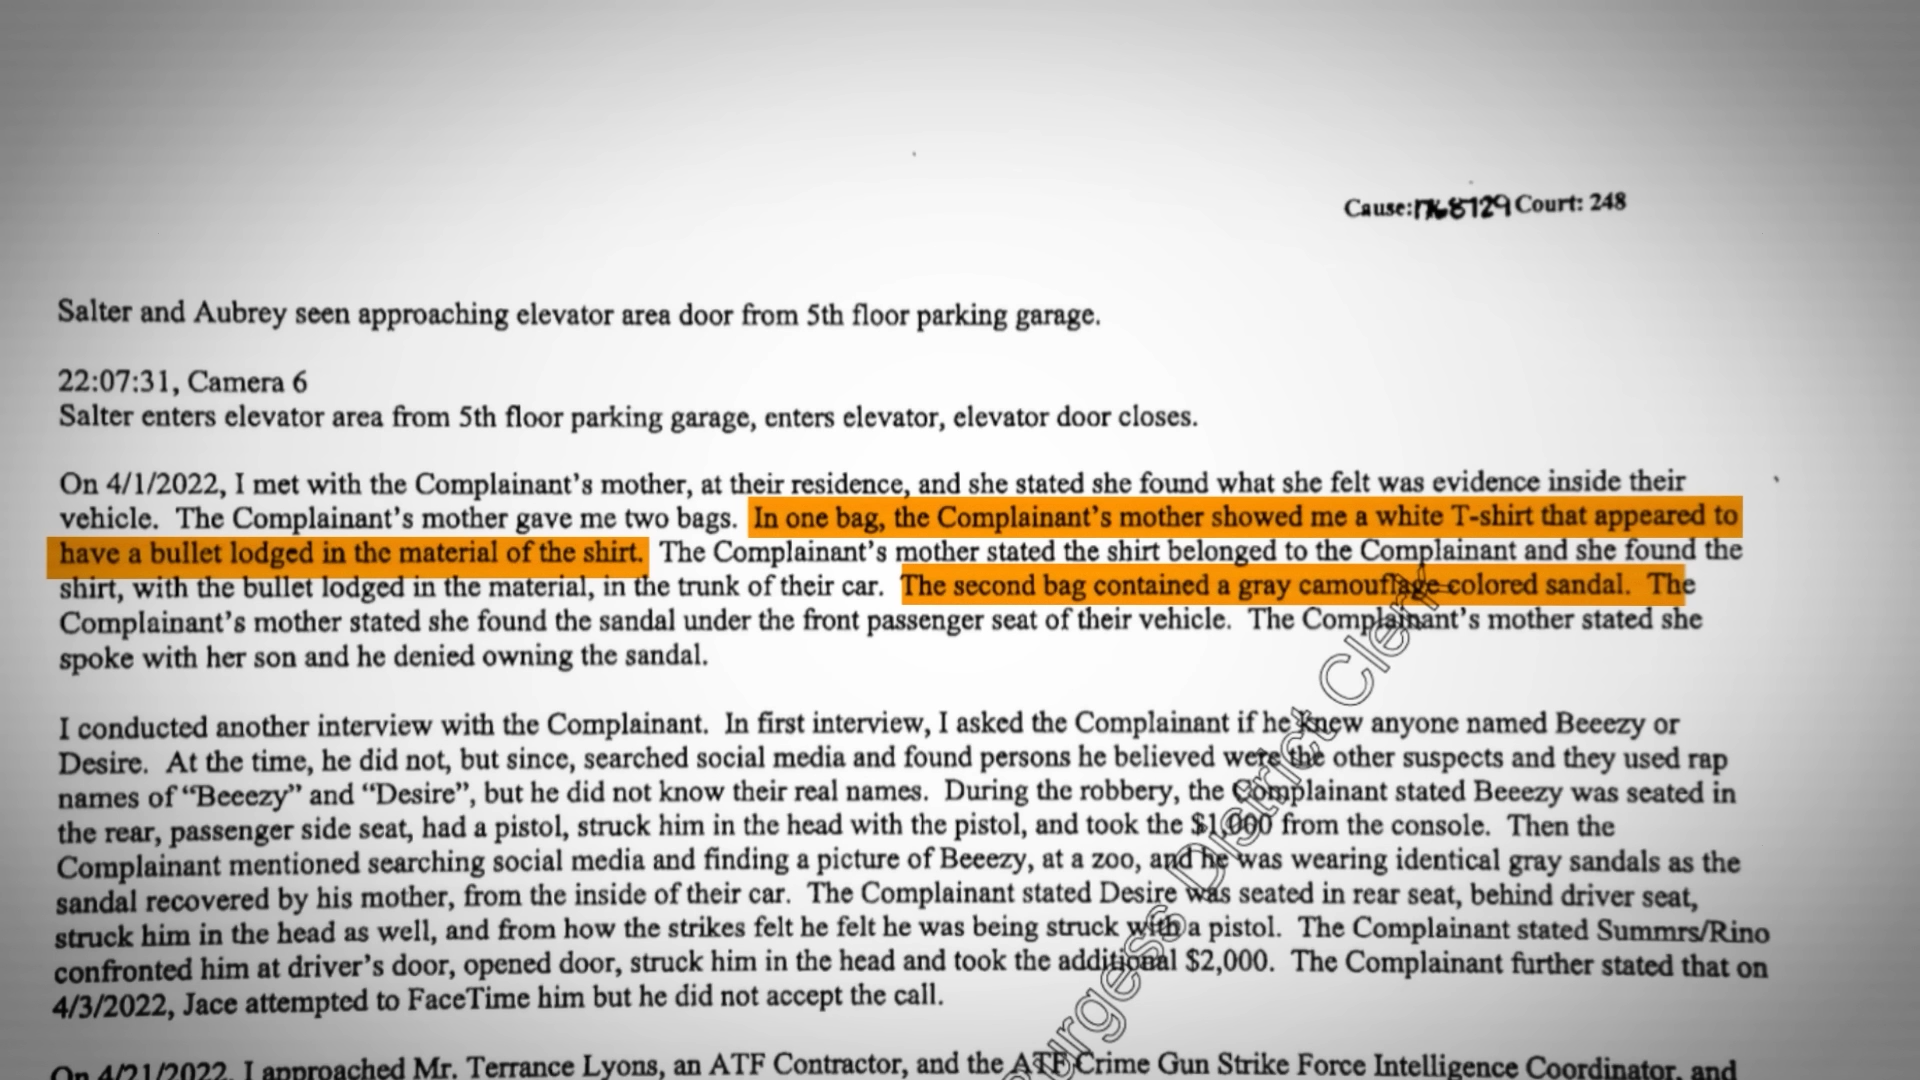 Cause:1768129 Court: 248
Salter and Aubrey seen approaching elevator area door from 5th floor parking garage.
22:07:31, Camera 6
Salter enters elevator area from 5th floor parking garage, enters elevator, elevator door closes.
On 4/1/2022, I met with the Complainant's mother, at their residence, and she stated she found what she felt was evidence inside their
vehicle. The Complainant's mother gave me two bags. In one bag, the Complainant's mother showed me a white T-shirt that appeared to
have a bullet lodged in the material of the shirt. The Complainant's mother stated the shirt belonged to the Complainant and she found the
shirt, with the bullet lodged in the material, in the trunk of their car. The second bag contained a gray camouflage colored sandal. The
Complainant's mother stated she found the sandal under the front passenger seat of their vehicle. The Complainant's mother stated she
spoke with her son and he denied owning the sandal.
I conducted another interview with the Complainant. In first interview, I asked the Complainant if he knew anyone named Beeezy or
Desire. At the time, he did not, but since, searched social media and found persons he believed were the other suspects and they used rap
names of "Beeezy" and "Desire", but he did not know their real names. During the robbery, the Complainant stated Beeezy was seated in
the rear, passenger side seat, had a pistol, struck him in the head with the pistol, and took the $1,000 from the console. Then the
Complainant mentioned searching social media and finding a picture of Beeezy, at a zoo, and he was wearing identical gray sandals as the
sandal recovered by his mother, from the inside of their car. The Complainant stated Desire was seated in rear seat, behind driver seat,
struck him in the head as well, and from how the strikes felt he felt he was being struck with a pistol. The Complainant stated Summrs/Rino
confronted him at driver's door, opened door, struck him in the head and took the additional $2,000. The Complainant further stated that on
4/3/2022, Jace attempted to FaceTime him but he did not accept the call.
On 4/21/2022, I approached Mr. Terrance Lyons, an ATF Contractor, and the ATF Crime Gun Strike Force Intelligence Coordinator, and
Burgess District Clerk